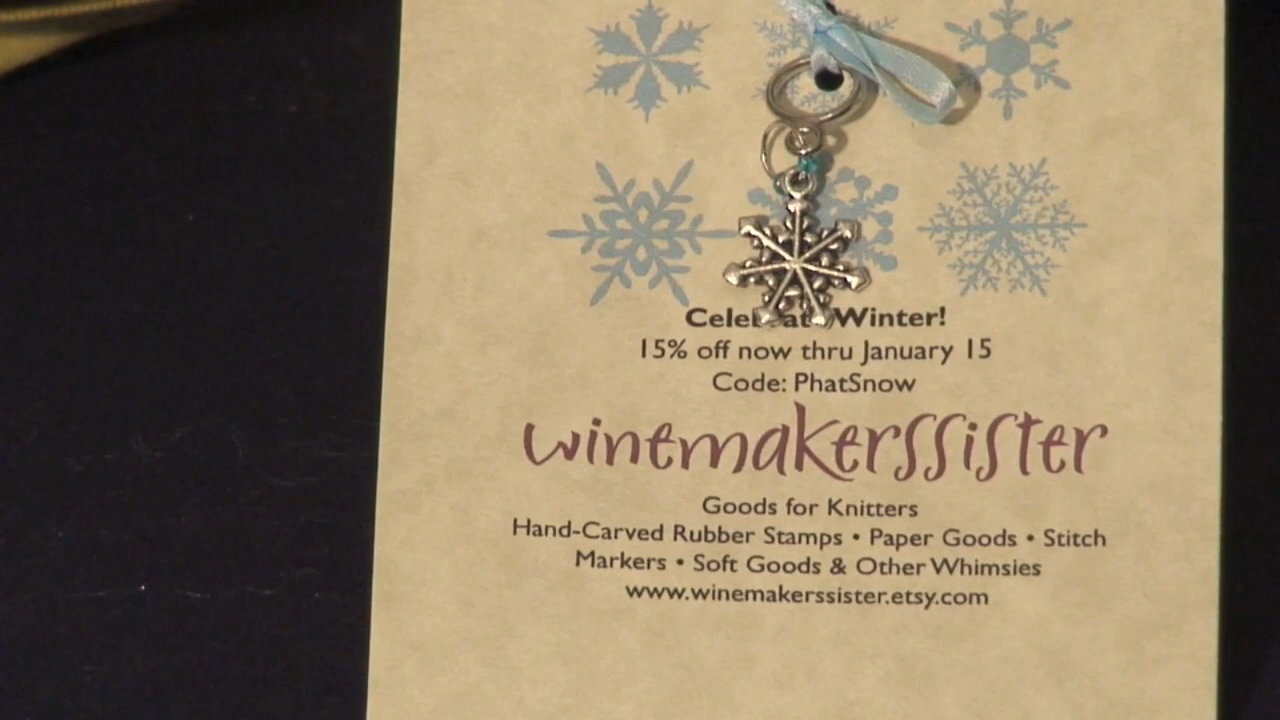 Celebrate Winter!
15% off now thru January 15
Code: PhatSnow
winemakerssister
Goods for Knitters
Hand-Carved Rubber Stamps • Paper Goods • Stitch
Markers • Soft Goods & Other Whimsies
www.winemakerssister.etsy.com